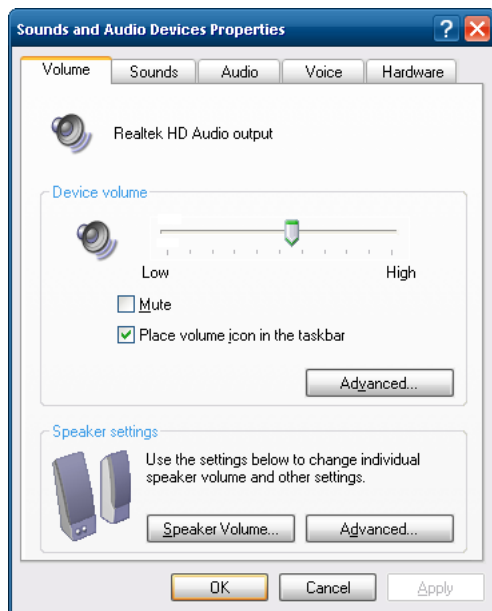 Sounds and Audio Devices Properties
Volume Sounds Audio Voice Hardware
Realtek HD Audio output
Device volume
Low High
Mute
Place volume icon in the taskbar
Advanced...
Speaker settings
Use the settings below to change individual
speaker volume and other settings.
Speaker Volume... Advanced...
OK Cancel Apply